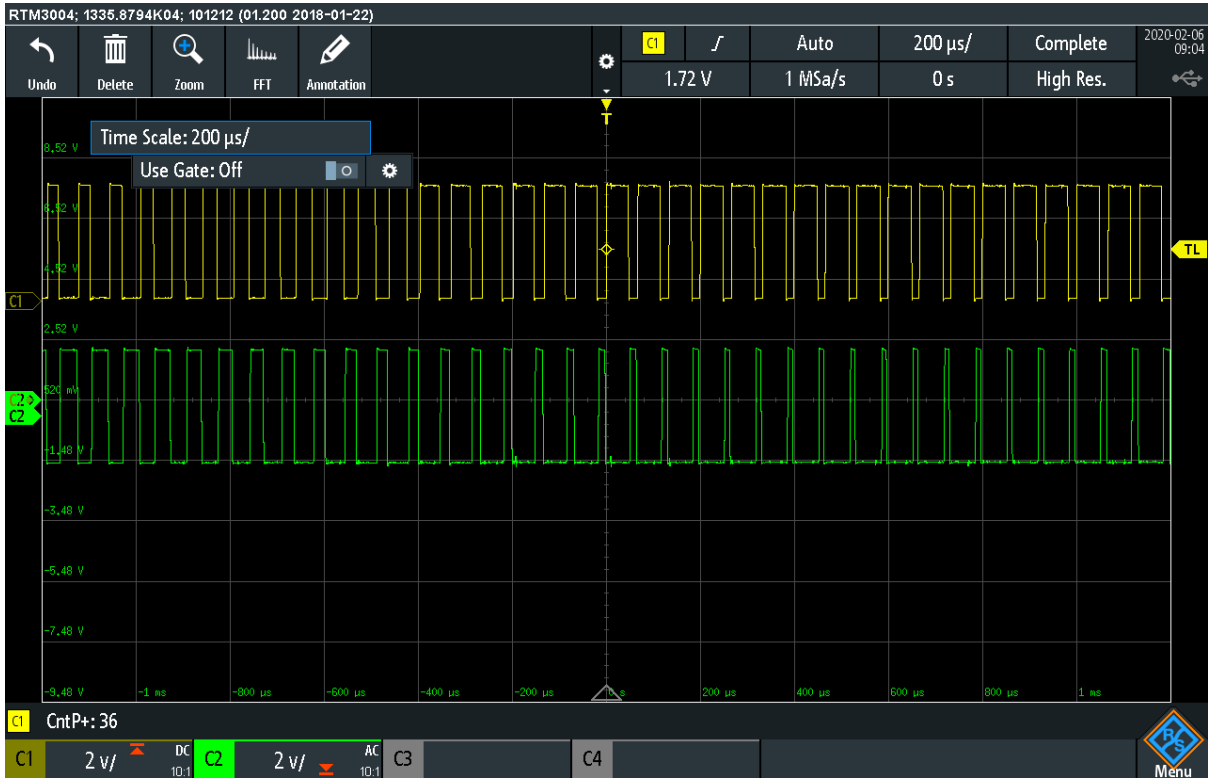 RTM3004; 1335.8794K04; 101212 (01.200 2018-01-22)
Undo Delete Zoom FFT Annotation
C1 Auto 200 µs/ Complete
1.72 V 1 MSa/s 0 s High Res.
2020-02-06
09:04
T
Time Scale: 200 µs/
Use Gate: Off
8,52 V
6,52 V
4,52 V
2,52 V
520 mV
-1,48 V
-3,48 V
-5,48 V
-7,48 V
-9,48 V
TL
C1
C2
C2
-1 ms -800 µs -600 µs -400 µs -200 µs 0 s 200 µs 400 µs 600 µs 800 µs 1 ms
C1 CntP+: 36
C1 2 V/ DC 10:1 C2 2 V/ AC 10:1 C3 C4
R&S
Menu